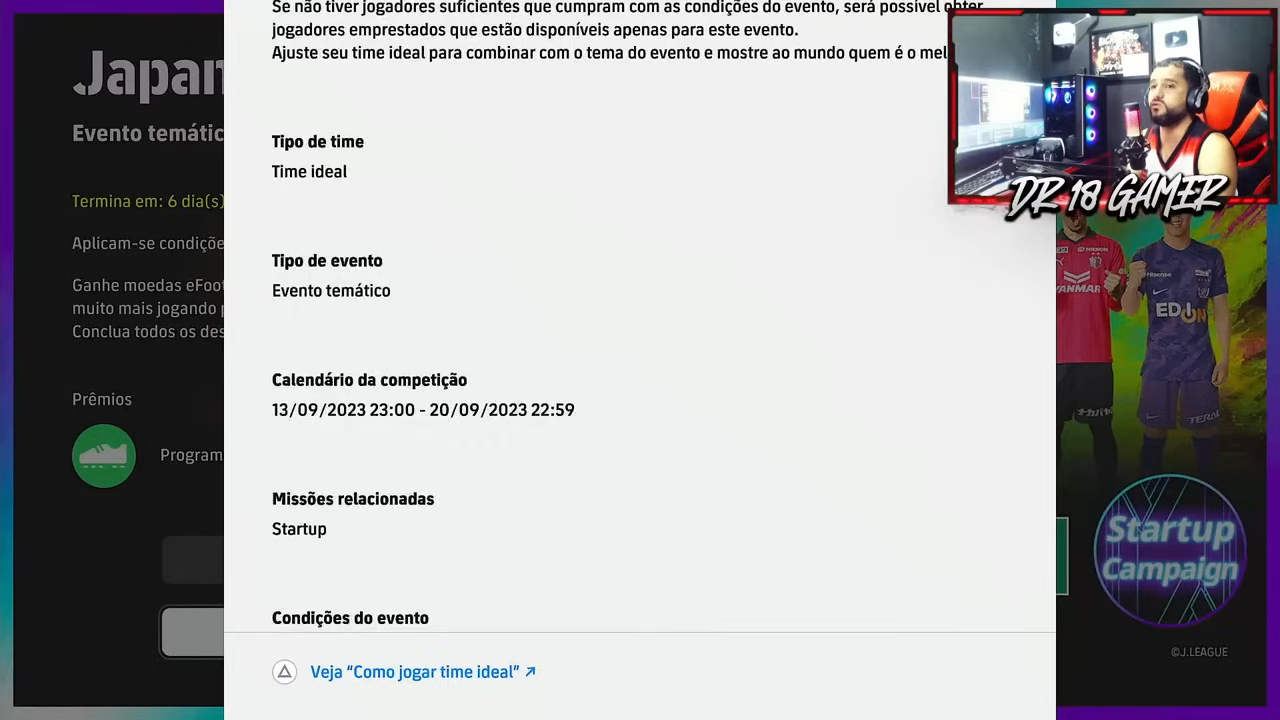 Se não tiver jogadores suficientes que cumpram com as condições do evento, será possível obter
jogadores emprestados que estão disponíveis apenas para este evento.
Ajuste seu time ideal para combinar com o tema do evento e mostre ao mundo quem é o mel
Japan
Evento temátic
Termina em: 6 dia(s)
Aplicam-se condiçõe
Ganhe moedas eFoot
muito mais jogando p
Conclua todos os des
Prêmios
Program
Tipo de time
Time ideal
Tipo de evento
Evento temático
Calendário da competição
13/09/2023 23:00 - 20/09/2023 22:59
Missões relacionadas
Startup
Condições do evento
Veja “Como jogar time ideal”
DR 18 GAMER
YANMAR
Hisense
EDION
Startup
Campaign
©J.LEAGUE